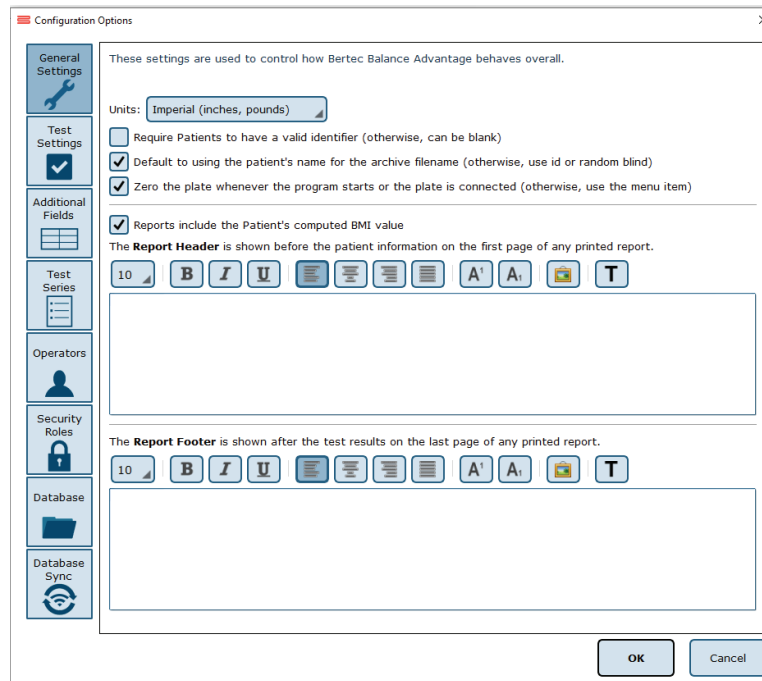 Configuration Options
General
Settings
These settings are used to control how Bertec Balance Advantage behaves overall.
Units: Imperial (inches, pounds)
Require Patients to have a valid identifier (otherwise, can be blank)
Test
Settings
Default to using the patient's name for the archive filename (otherwise, use id or random blind)
Zero the plate whenever the program starts or the plate is connected (otherwise, use the menu item)
Additional
Fields
Reports include the Patient's computed BMI value
The Report Header is shown before the patient information on the first page of any printed report.
Test
Series
10 B I U A¹ A₁ T
Operators
Security
Roles
The Report Footer is shown after the test results on the last page of any printed report.
10 B I U A¹ A₁ T
Database
Database
Sync
OK Cancel